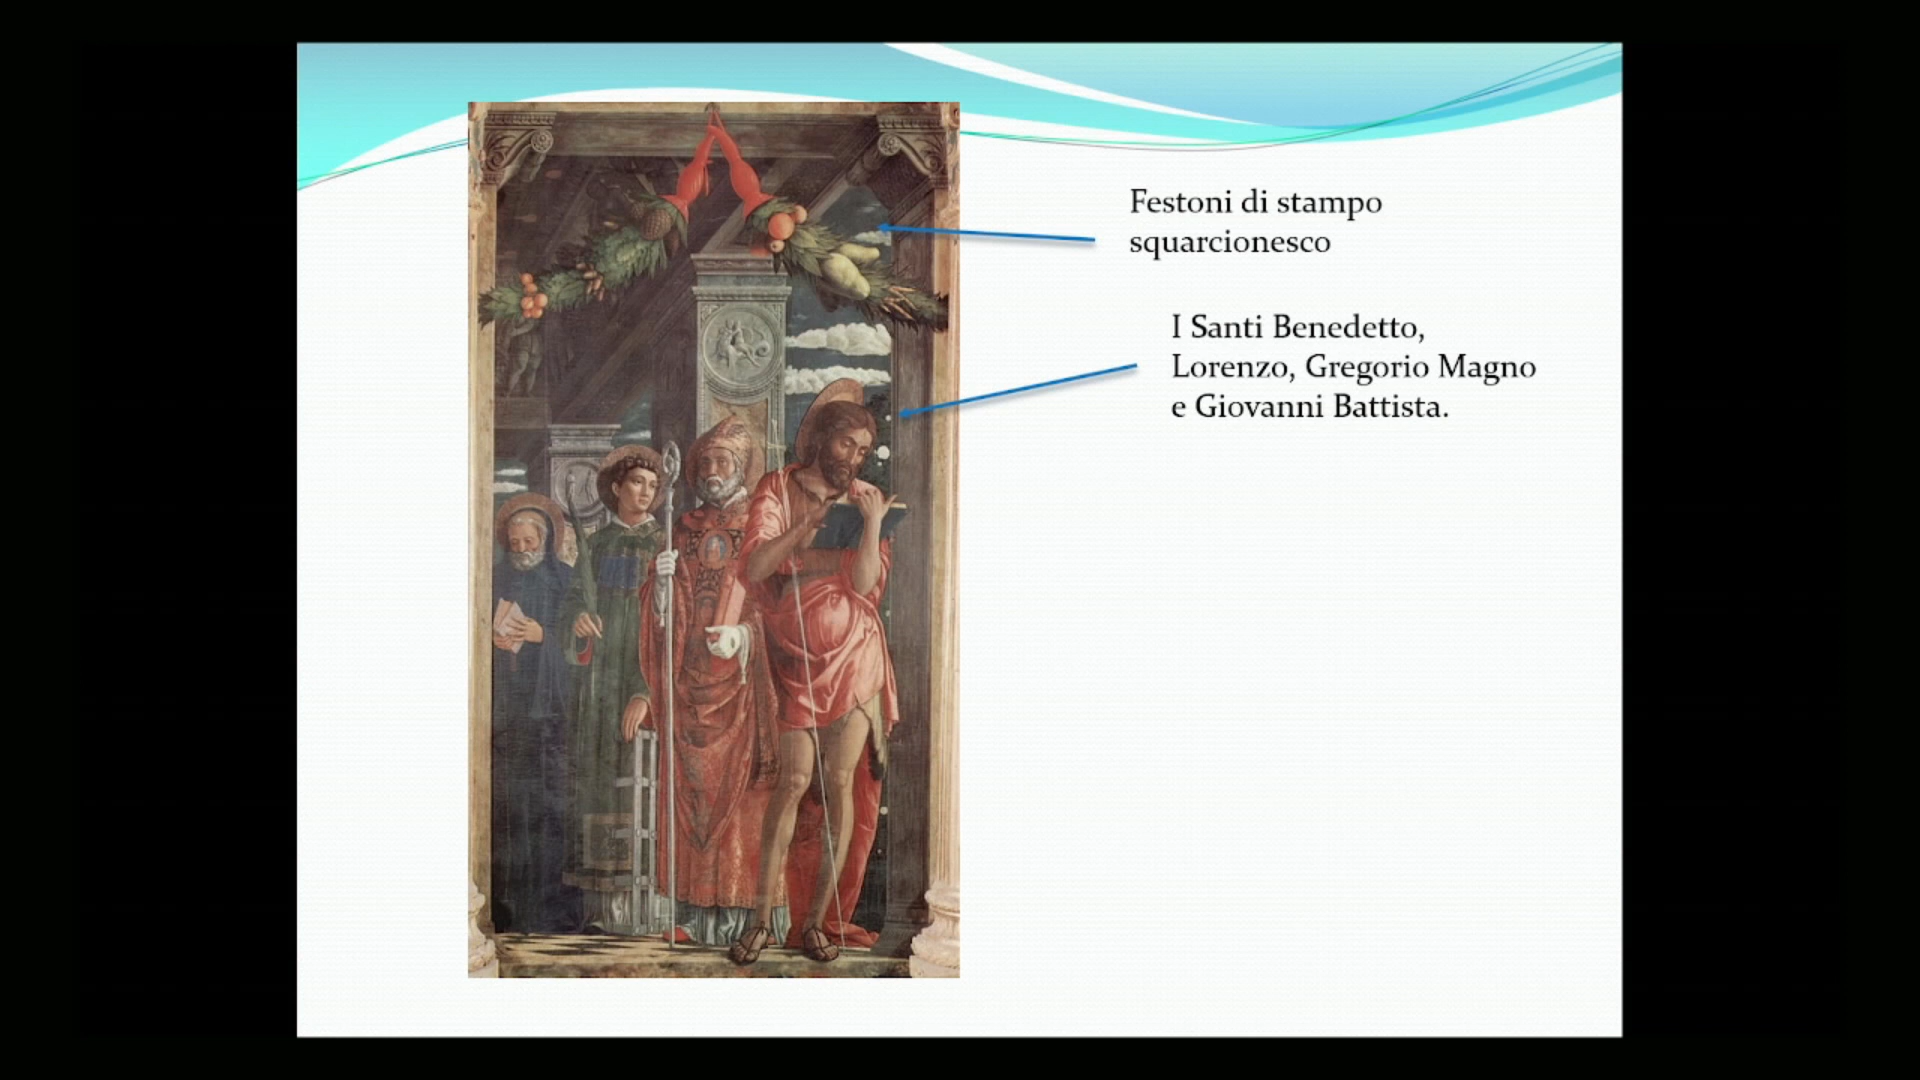 Festoni di stampo
squarcionesco
I Santi Benedetto,
Lorenzo, Gregorio Magno
e Giovanni Battista.